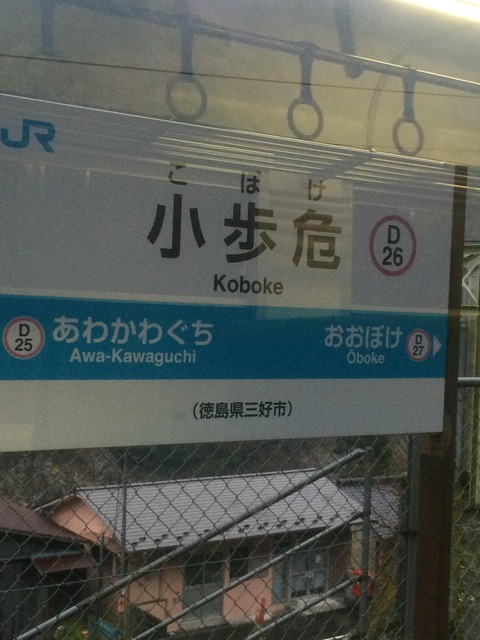 JR
こぼけ
小歩危
D
26
Koboke
D
25
あわかわぐち
Awa-Kawaguchi
おおぼけ
Ōboke
D
27
（徳島県三好市）